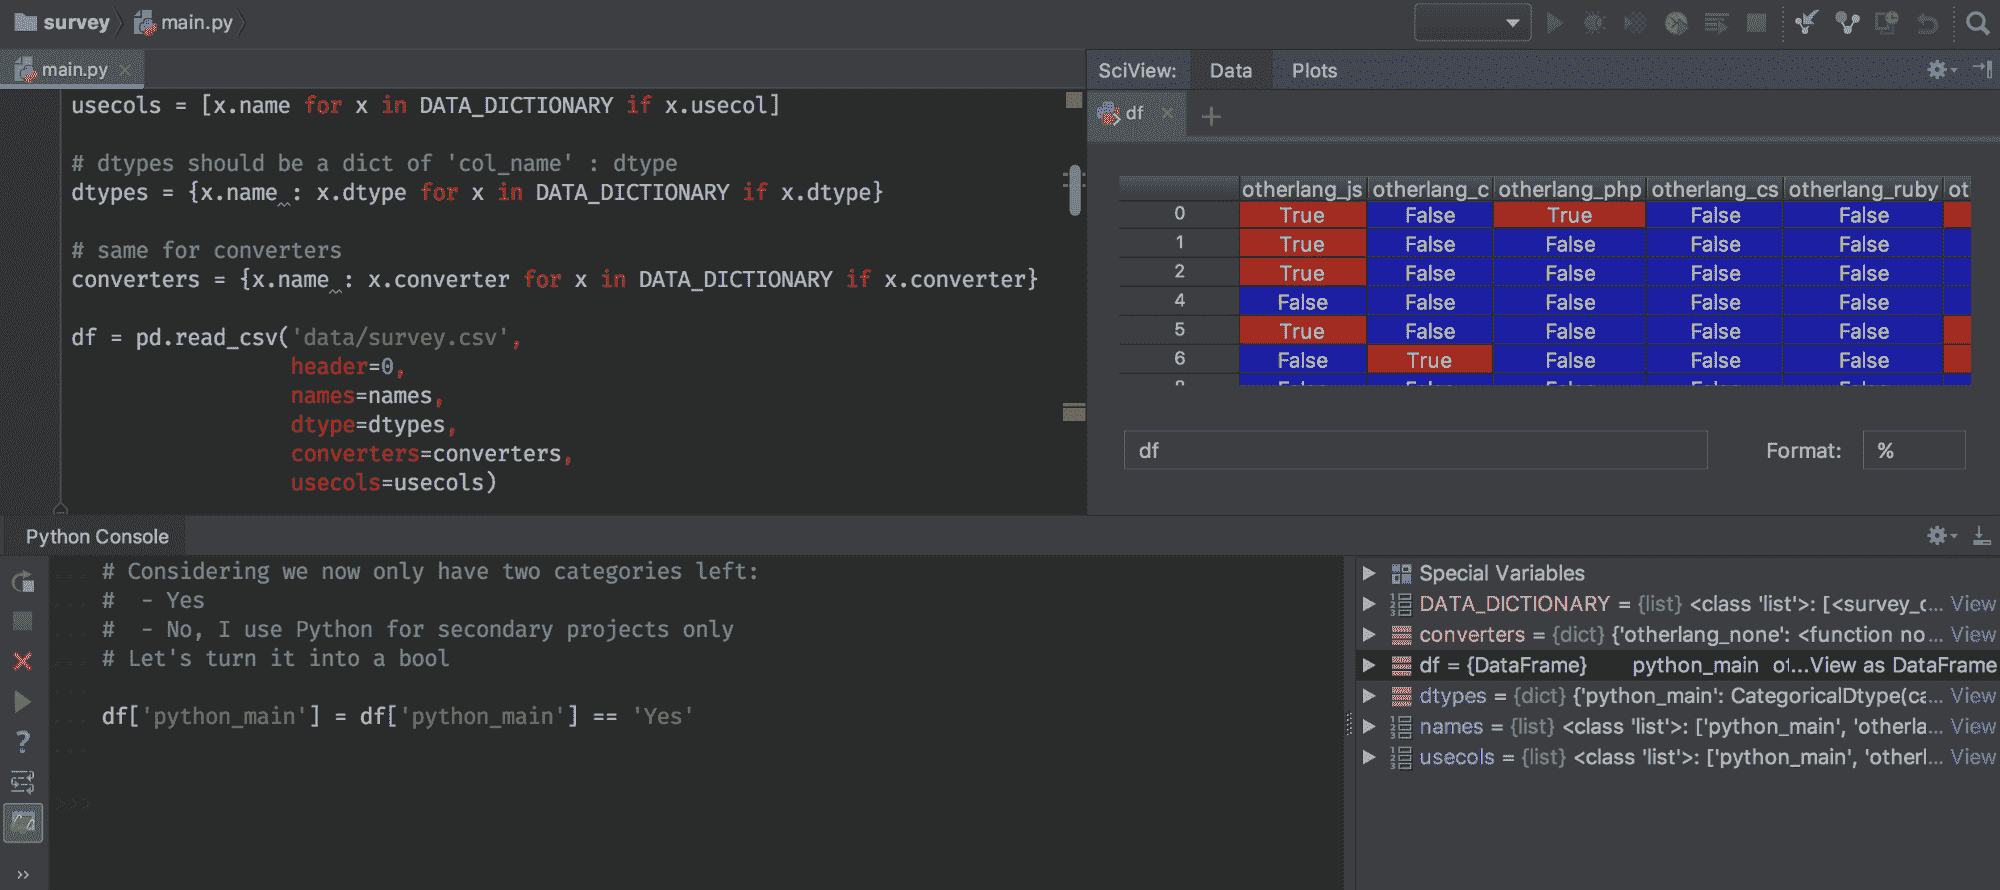 survey main.py
main.py
usecols = [x.name for x in DATA_DICTIONARY if x.usecol]
# dtypes should be a dict of 'col_name' : dtype
dtypes = {x.name : x.dtype for x in DATA_DICTIONARY if x.dtype}
# same for converters
converters = {x.name : x.converter for x in DATA_DICTIONARY if x.converter}
df = pd.read_csv('data/survey.csv',
header=0,
names=names,
dtype=dtypes,
converters=converters,
usecols=usecols)
SciView: Data Plots
df
otherlang_js otherlang_c otherlang_php otherlang_cs otherlang_ruby ot
0 True False True False False
1 True False False False False
2 True False False False False
4 False False False False False
5 True False False False False
6 False True False False False
df Format: %
Python Console
# Considering we now only have two categories left:
#  - Yes
#  - No, I use Python for secondary projects only
# Let's turn it into a bool
df['python_main'] = df['python_main'] == 'Yes'
>>>
Special Variables
DATA_DICTIONARY = {list} <class 'list'>: [<survey_c... View
converters = {dict} {'otherlang_none': <function no... View
df = {DataFrame} python_main ot...View as DataFrame
dtypes = {dict} {'python_main': CategoricalDtype(ca... View
names = {list} <class 'list'>: ['python_main', 'otherla... View
usecols = {list} <class 'list'>: ['python_main', 'otherl... View